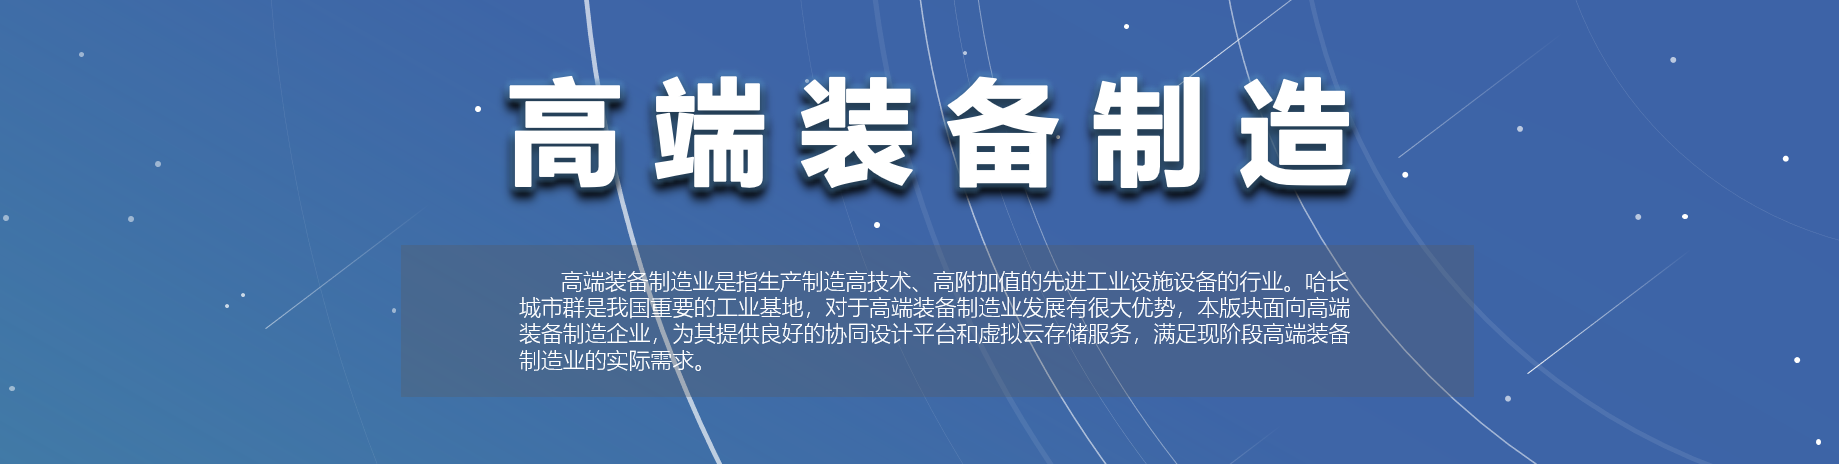 高端装备制造
高端装备制造业是指生产制造高技术、高附加值的先进工业设施设备的行业。哈长
城市群是我国重要的工业基地，对于高端装备制造业发展有很大优势，本版块面向高端
装备制造企业，为其提供良好的协同设计平台和虚拟云存储服务，满足现阶段高端装备
制造业的实际需求。